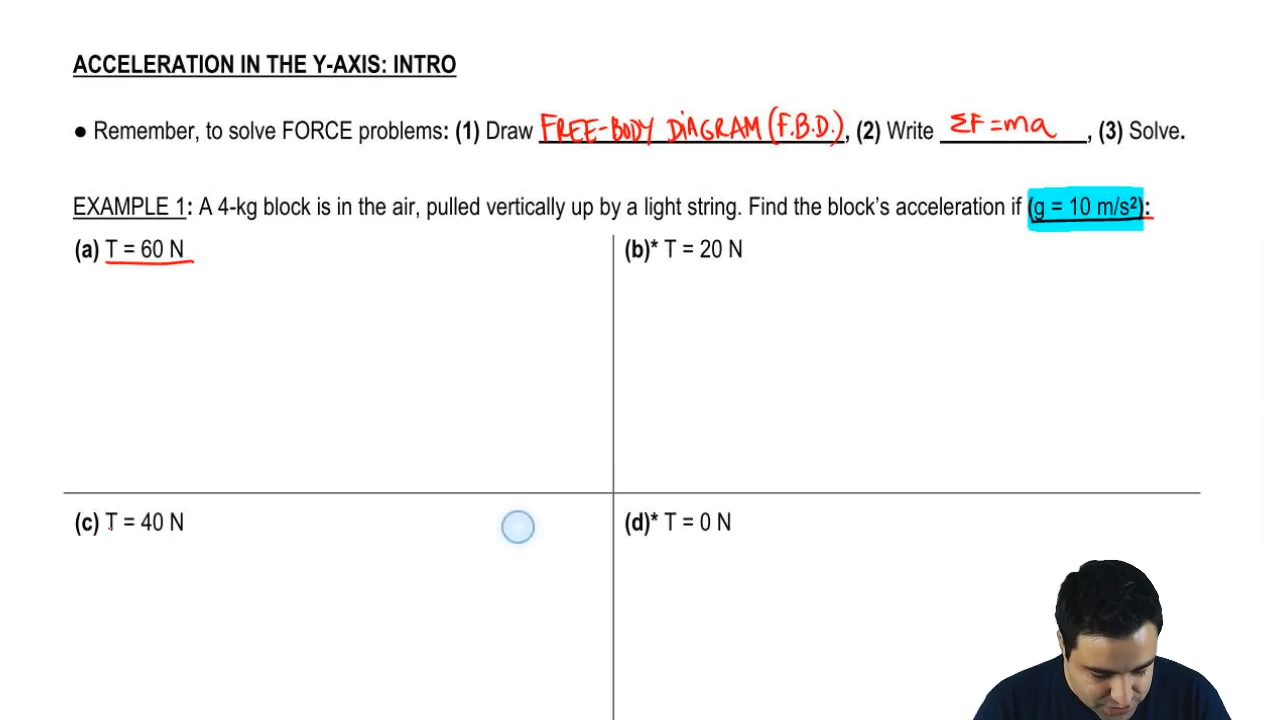 ACCELERATION IN THE Y-AXIS: INTRO
● Remember, to solve FORCE problems: (1) Draw FREE-BODY DIAGRAM (F.B.D.), (2) Write ΣF=ma, (3) Solve.
EXAMPLE 1: A 4-kg block is in the air, pulled vertically up by a light string. Find the block's acceleration if (g = 10 m/s²):
(a) T = 60 N
(b)* T = 20 N
(c) T = 40 N
(d)* T = 0 N